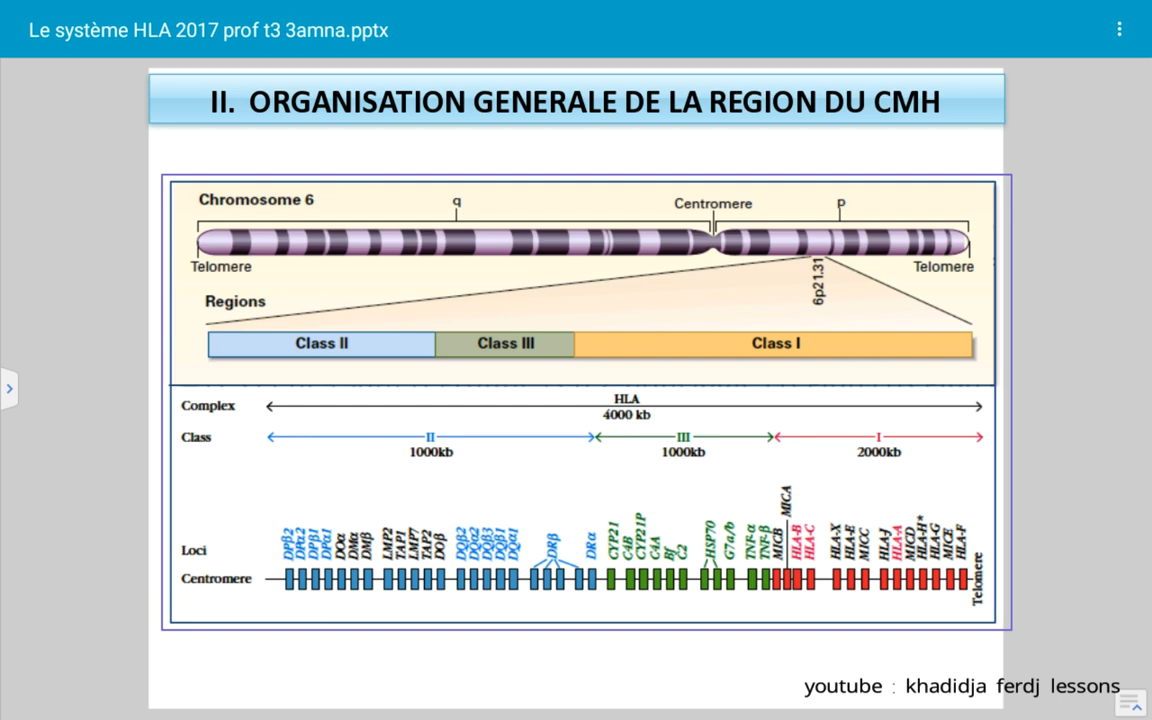 Le système HLA 2017 prof t3 3amna.pptx
II. ORGANISATION GENERALE DE LA REGION DU CMH
Chromosome 6
q
Centromere
p
Telomere
Telomere
6p21.31
Regions
Class II
Class III
Class I
Complex
HLA
4000 kb
Class
II
III
I
1000kb
1000kb
2000kb
Loci
DPβ2
DPα2
DPβ1
DPα1
DOα
DMα
DMβ
LMP2
TAP1
LMP7
TAP2
DOβ
DQβ2
DQα2
DQβ3
DQβ1
DQα1
DRβ
DRα
CYP21
C4B
CYP21P
C4A
Bf
C2
HSP70
G7a/b
TNF-α
TNF-β
MICB
MICA
HLA-B
HLA-C
HLA-X
HLA-E
MICC
HLA-J
HLA-A
MICD
HLA-H*
HLA-G
MICE
HLA-F
Centromere
Telomere
youtube : khadidja ferdj lessons